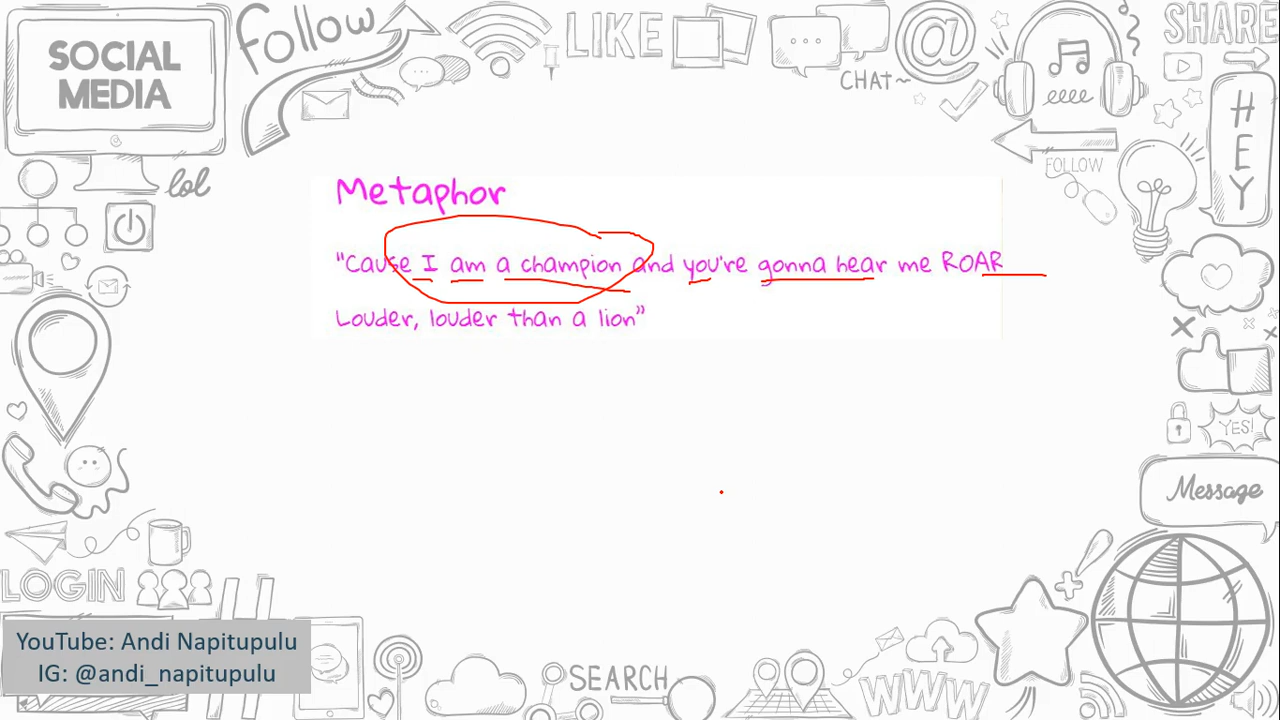 SOCIAL
MEDIA
Follow
LIKE
CHAT~
@
SHARE
HEY
FOLLOW
lol
Metaphor
"Cause I am a champion and you're gonna hear me ROAR
Louder, louder than a lion"
YES!
Message
LOGIN
#
YouTube: Andi Napitupulu
IG: @andi_napitupulu
SEARCH
WWW